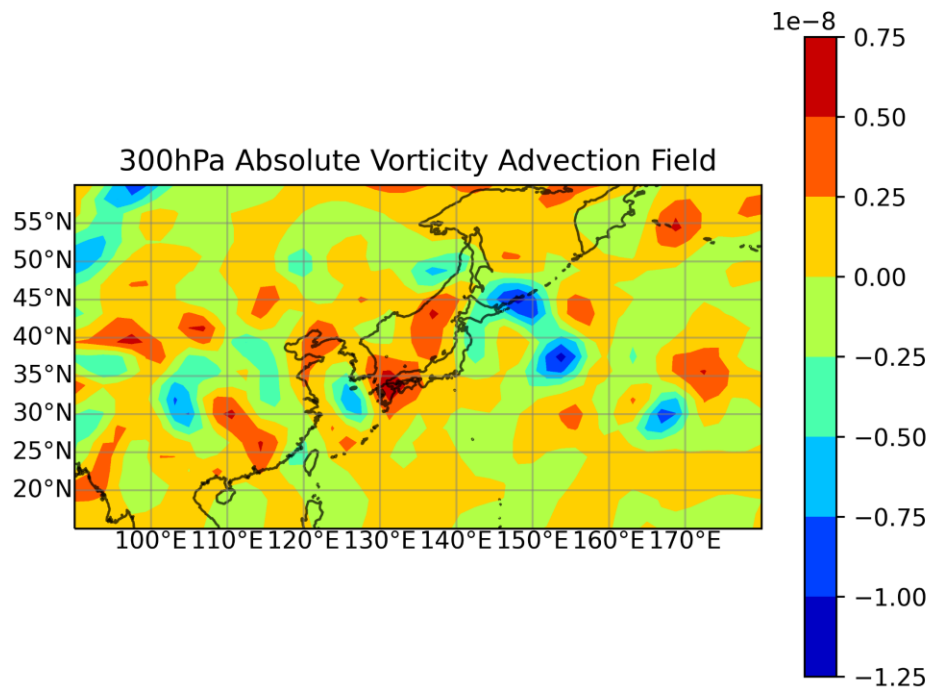 1e−8
300hPa Absolute Vorticity Advection Field
55°N
50°N
45°N
40°N
35°N
30°N
25°N
20°N
100°E 110°E 120°E 130°E 140°E 150°E 160°E 170°E
0.75
0.50
0.25
0.00
−0.25
−0.50
−0.75
−1.00
−1.25